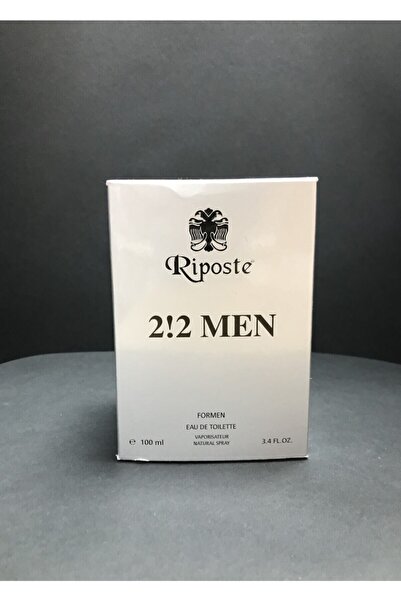 Riposte
2!2 MEN
FORMEN
EAU DE TOILETTE
VAPORISATEUR
NATURAL SPRAY
℮ 100 ml
3.4 FL.OZ.